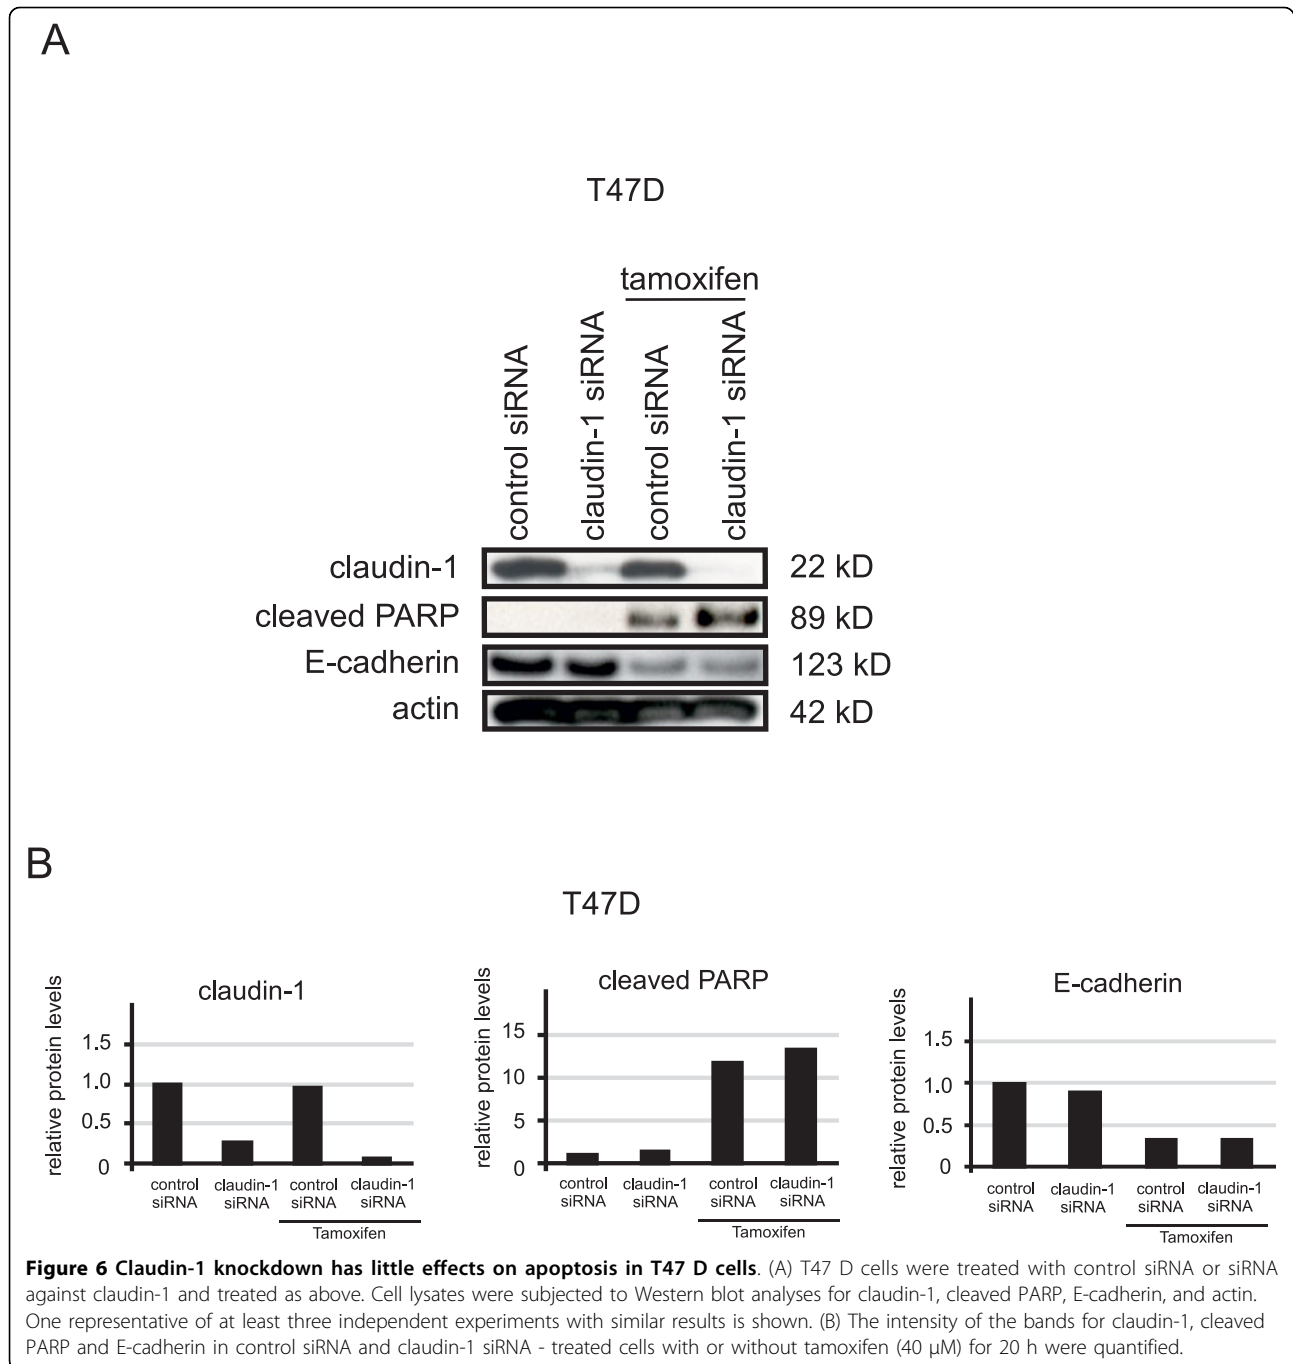 A
T47D
tamoxifen
control siRNA
claudin-1 siRNA
control siRNA
claudin-1 siRNA
claudin-1
22 kD
cleaved PARP
89 kD
E-cadherin
123 kD
actin
42 kD
B
T47D
claudin-1
relative protein levels
1.5
1.0
0.5
0
control
siRNA
claudin-1
siRNA
control
siRNA
claudin-1
siRNA
Tamoxifen
cleaved PARP
relative protein levels
15
10
5
0
control
siRNA
claudin-1
siRNA
control
siRNA
claudin-1
siRNA
Tamoxifen
E-cadherin
relative protein levels
1.5
1.0
0.5
0
control
siRNA
claudin-1
siRNA
control
siRNA
claudin-1
siRNA
Tamoxifen
Figure 6 Claudin-1 knockdown has little effects on apoptosis in T47 D cells. (A) T47 D cells were treated with control siRNA or siRNA
against claudin-1 and treated as above. Cell lysates were subjected to Western blot analyses for claudin-1, cleaved PARP, E-cadherin, and actin.
One representative of at least three independent experiments with similar results is shown. (B) The intensity of the bands for claudin-1, cleaved
PARP and E-cadherin in control siRNA and claudin-1 siRNA - treated cells with or without tamoxifen (40 μM) for 20 h were quantified.